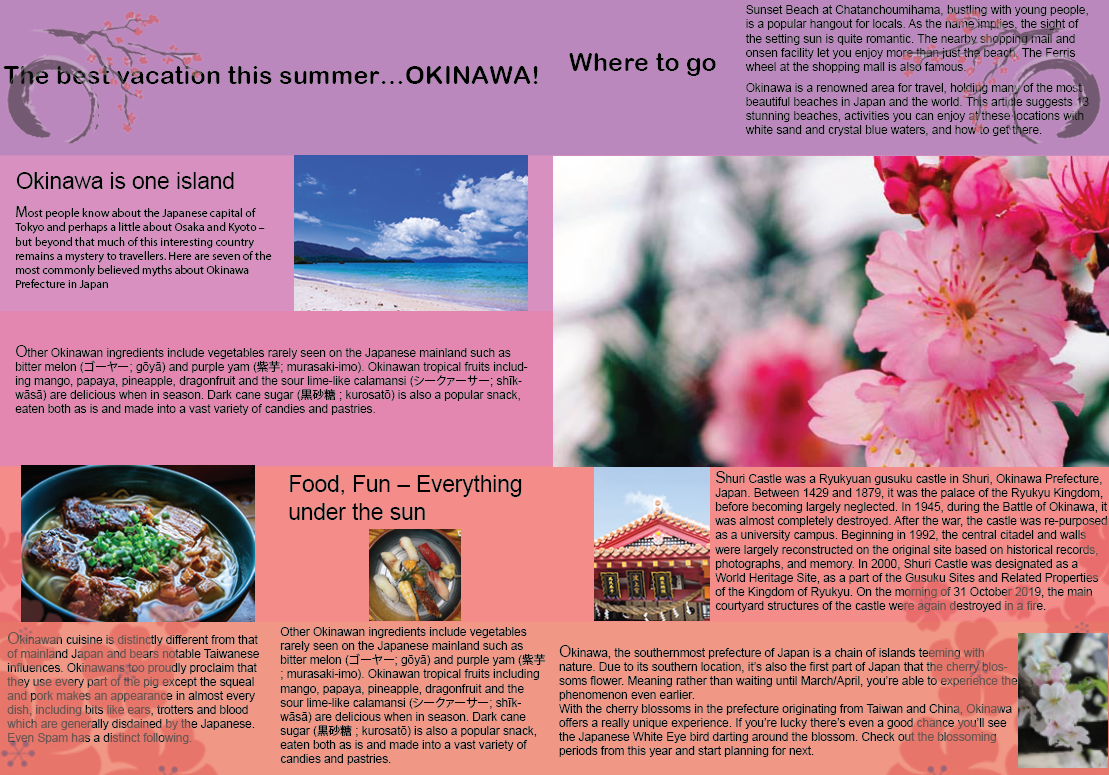 The best vacation this summer...OKINAWA!
Okinawa is one island
Most people know about the Japanese capital of
Tokyo and perhaps a little about Osaka and Kyoto –
but beyond that much of this interesting country
remains a mystery to travellers. Here are seven of the
most commonly believed myths about Okinawa
Prefecture in Japan
Other Okinawan ingredients include vegetables rarely seen on the Japanese mainland such as
bitter melon (ゴーヤー; gōyā) and purple yam (紫芋; murasaki-imo). Okinawan tropical fruits includ-
ing mango, papaya, pineapple, dragonfruit and the sour lime-like calamansi (シークァーサー; shīk-
wāsā) are delicious when in season. Dark cane sugar (黒砂糖 ; kurosatō) is also a popular snack,
eaten both as is and made into a vast variety of candies and pastries.
Food, Fun – Everything
under the sun
Okinawan cuisine is distinctly different from that
of mainland Japan and bears notable Taiwanese
influences. Okinawans too proudly proclaim that
they use every part of the pig except the squeal
and pork makes an appearance in almost every
dish, including bits like ears, trotters and blood
which are generally disdained by the Japanese.
Even Spam has a distinct following.
Other Okinawan ingredients include vegetables
rarely seen on the Japanese mainland such as
bitter melon (ゴーヤー; gōyā) and purple yam (紫芋
; murasaki-imo). Okinawan tropical fruits including
mango, papaya, pineapple, dragonfruit and the
sour lime-like calamansi (シークァーサー; shīk-
wāsā) are delicious when in season. Dark cane
sugar (黒砂糖 ; kurosatō) is also a popular snack,
eaten both as is and made into a vast variety of
candies and pastries.
Where to go
Sunset Beach at Chatanchoumihama, bustling with young people,
is a popular hangout for locals. As the name implies, the sight of
the setting sun is quite romantic. The nearby shopping mall and
onsen facility let you enjoy more than just the beach. The Ferris
wheel at the shopping mall is also famous.
Okinawa is a renowned area for travel, holding many of the most
beautiful beaches in Japan and the world. This article suggests 13
stunning beaches, activities you can enjoy at these locations with
white sand and crystal blue waters, and how to get there.
Shuri Castle was a Ryukyuan gusuku castle in Shuri, Okinawa Prefecture,
Japan. Between 1429 and 1879, it was the palace of the Ryukyu Kingdom,
before becoming largely neglected. In 1945, during the Battle of Okinawa, it
was almost completely destroyed. After the war, the castle was re-purposed
as a university campus. Beginning in 1992, the central citadel and walls
were largely reconstructed on the original site based on historical records,
photographs, and memory. In 2000, Shuri Castle was designated as a
World Heritage Site, as a part of the Gusuku Sites and Related Properties
of the Kingdom of Ryukyu. On the morning of 31 October 2019, the main
courtyard structures of the castle were again destroyed in a fire.
Okinawa, the southernmost prefecture of Japan is a chain of islands teeming with
nature. Due to its southern location, it's also the first part of Japan that the cherry blos-
soms flower. Meaning rather than waiting until March/April, you're able to experience the
phenomenon even earlier.
With the cherry blossoms in the prefecture originating from Taiwan and China, Okinawa
offers a really unique experience. If you're lucky there's even a good chance you'll see
the Japanese White Eye bird darting around the blossom. Check out the blossoming
periods from this year and start planning for next.